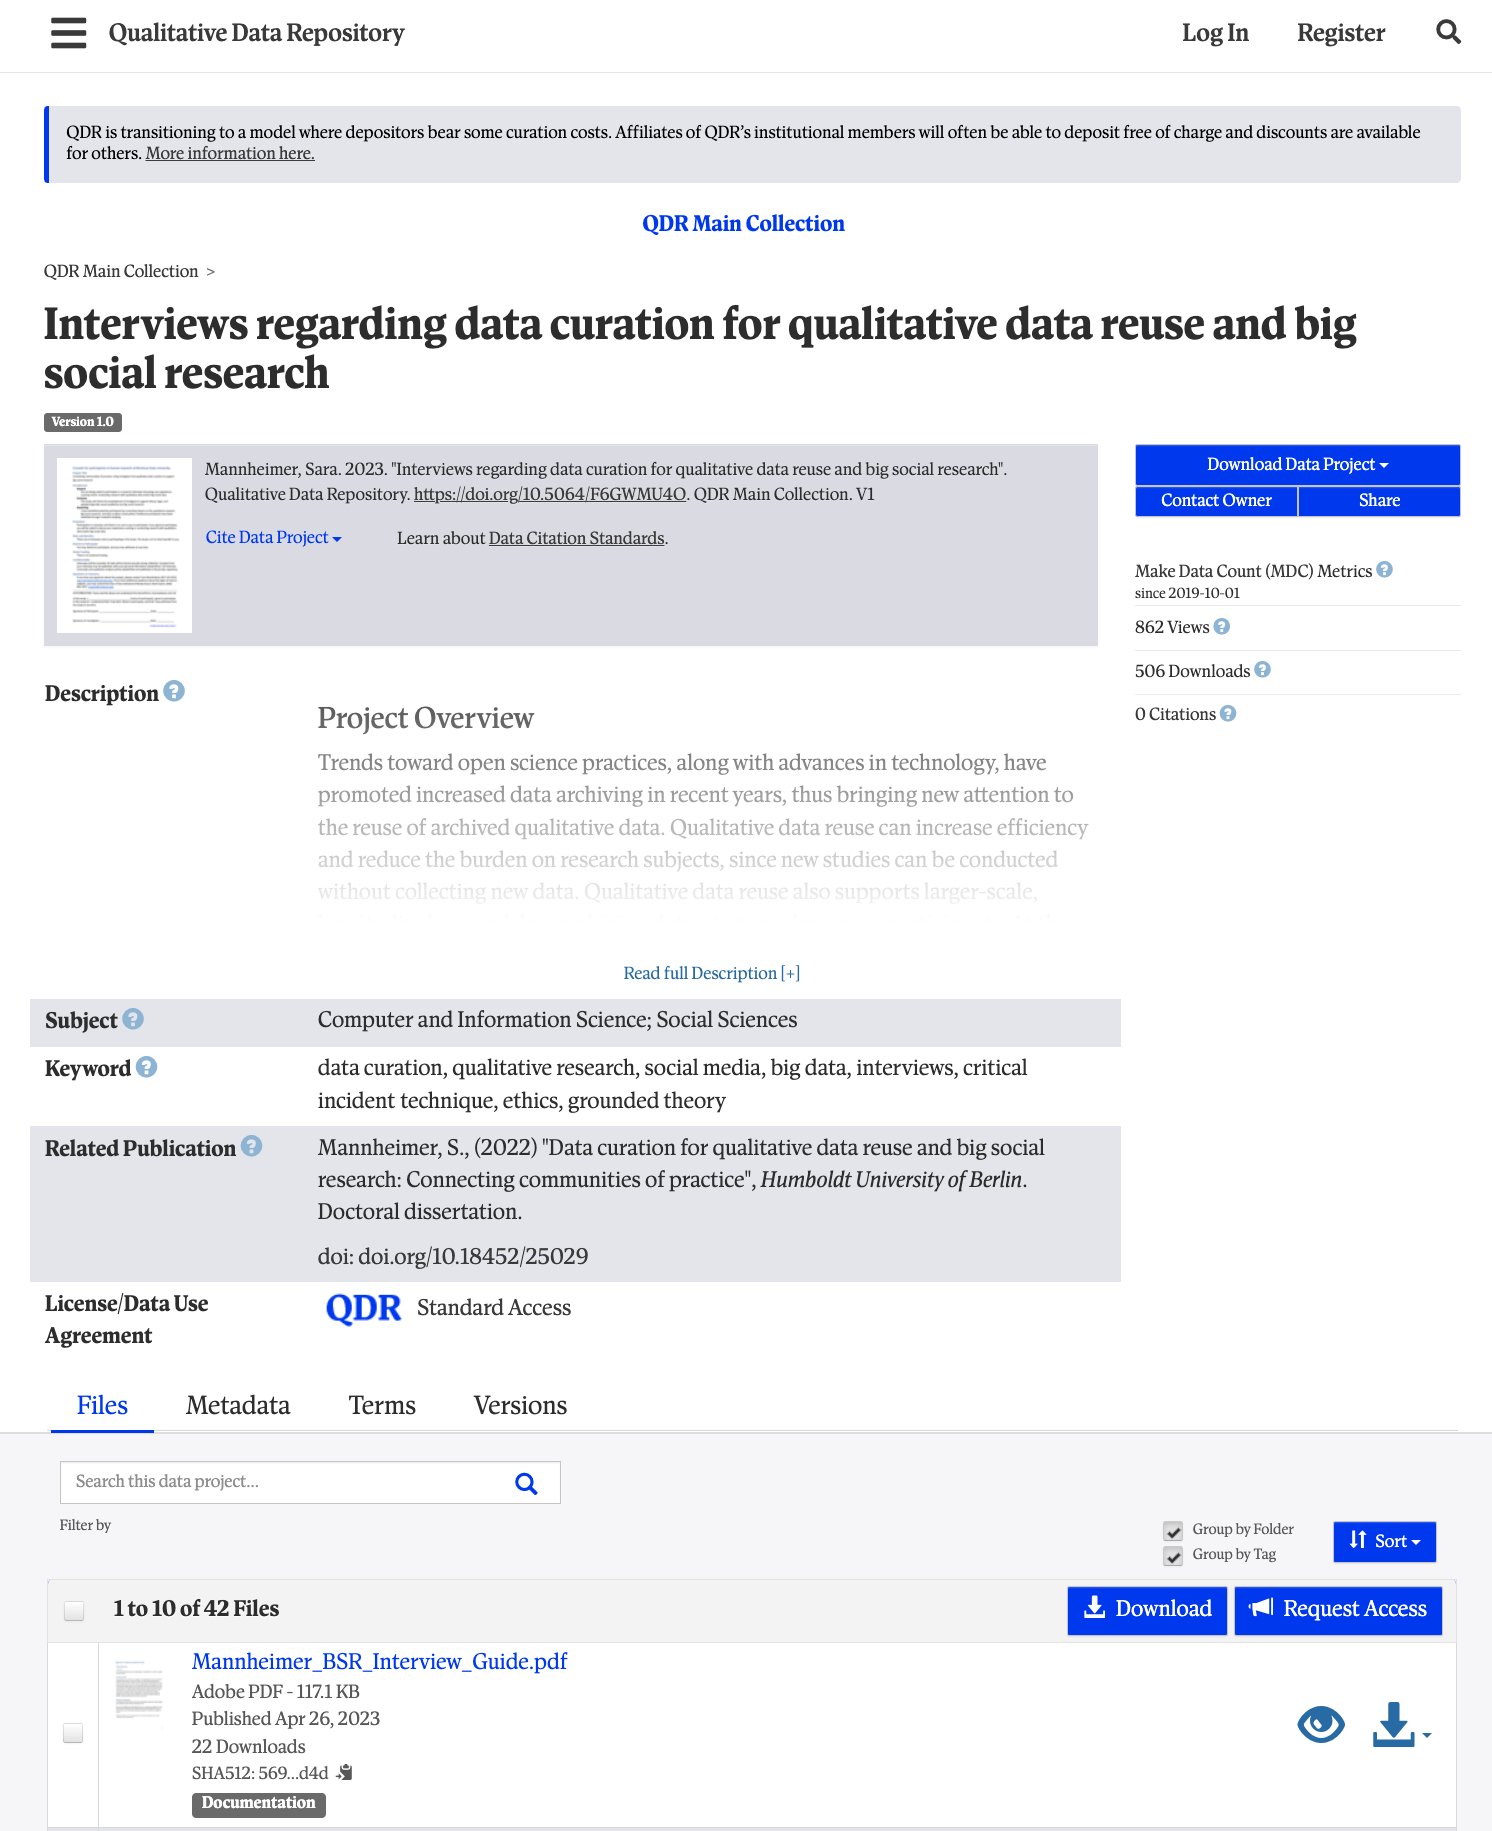 Qualitative Data Repository
Log In
Register
QDR is transitioning to a model where depositors bear some curation costs. Affiliates of QDR’s institutional members will often be able to deposit free of charge and discounts are available
for others. More information here.
QDR Main Collection
QDR Main Collection >
Interviews regarding data curation for qualitative data reuse and big
social research
Version 1.0
Mannheimer, Sara. 2023. "Interviews regarding data curation for qualitative data reuse and big social research".
Qualitative Data Repository. https://doi.org/10.5064/F6GWMU4O. QDR Main Collection. V1
Cite Data Project
Learn about Data Citation Standards.
Download Data Project
Contact Owner
Share
Make Data Count (MDC) Metrics ?
since 2019-10-01
862 Views ?
506 Downloads ?
0 Citations ?
Description ?
Project Overview
Trends toward open science practices, along with advances in technology, have
promoted increased data archiving in recent years, thus bringing new attention to
the reuse of archived qualitative data. Qualitative data reuse can increase efficiency
and reduce the burden on research subjects, since new studies can be conducted
without collecting new data. Qualitative data reuse also supports larger-scale,
Read full Description [+]
Subject ?
Computer and Information Science; Social Sciences
Keyword ?
data curation, qualitative research, social media, big data, interviews, critical
incident technique, ethics, grounded theory
Related Publication ?
Mannheimer, S., (2022) "Data curation for qualitative data reuse and big social
research: Connecting communities of practice", Humboldt University of Berlin.
Doctoral dissertation.
doi: doi.org/10.18452/25029
License/Data Use
Agreement
QDR Standard Access
Files
Metadata
Terms
Versions
Search this data project...
Filter by
Group by Folder
Group by Tag
Sort
1 to 10 of 42 Files
Download
Request Access
Mannheimer_BSR_Interview_Guide.pdf
Adobe PDF - 117.1 KB
Published Apr 26, 2023
22 Downloads
SHA512: 569...d4d
Documentation